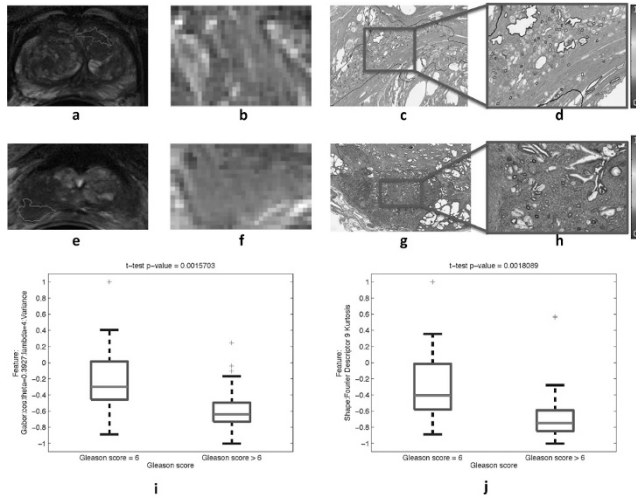 a b c d
e f g h
t-test p-value = 0.0015703
1
0.8
0.6
0.4
0.2
0
−0.2
−0.4
−0.6
−0.8
−1
Feature:
Gabor:cos:theta=0.3927:lambda=4:Variance
Gleason score = 6 Gleason score > 6
Gleason score
i
t-test p-value = 0.0018089
1
0.8
0.6
0.4
0.2
0
−0.2
−0.4
−0.6
−0.8
−1
Feature:
Shape:Fourier Descriptor 9 Kurtosis
Gleason score = 6 Gleason score > 6
Gleason score
j